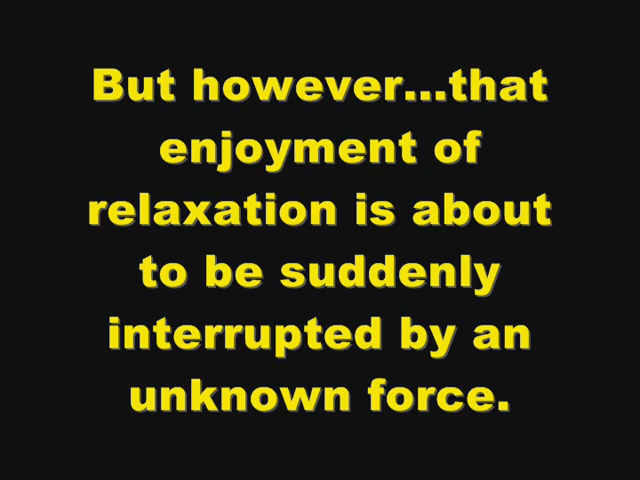 But however...that
enjoyment of
relaxation is about
to be suddenly
interrupted by an
unknown force.